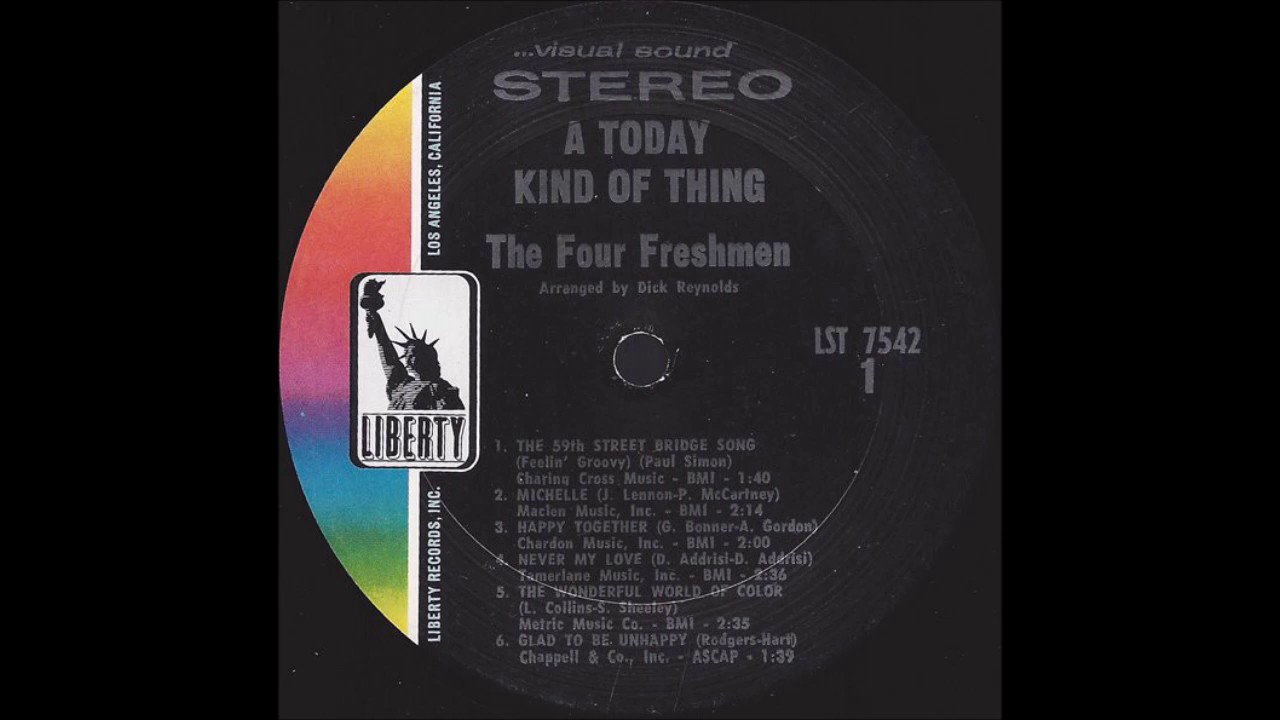 ...visual sound
STEREO
A TODAY
KIND OF THING
The Four Freshmen
Arranged by Dick Reynolds
LST 7542
1
LOS ANGELES, CALIFORNIA
LIBERTY
LIBERTY RECORDS, INC.
1. THE 59th STREET BRIDGE SONG
(Feelin' Groovy) (Paul Simon)
Charing Cross Music - BMI - 1:40
2. MICHELLE (J. Lennon-P. McCartney)
Maclen Music, Inc. - BMI - 2:14
3. HAPPY TOGETHER (G. Bonner-A. Gordon)
Chardon Music, Inc. - BMI - 2:00
4. NEVER MY LOVE (D. Addrisi-D. Addrisi)
Tamerlane Music, Inc. - BMI - 2:36
5. THE WONDERFUL WORLD OF COLOR
(L. Collins-S. Sheeley)
Metric Music Co. - BMI - 2:35
6. GLAD TO BE UNHAPPY (Rodgers-Hart)
Chappell & Co., Inc. - ASCAP - 1:39